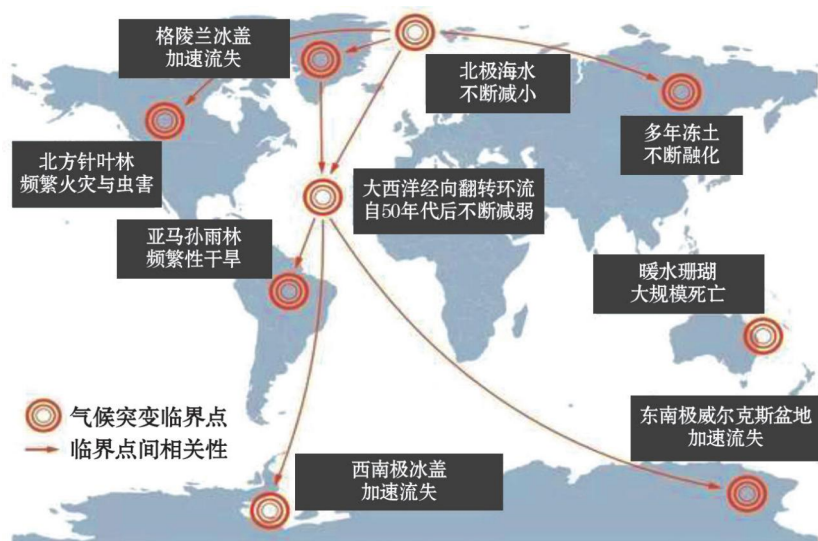 格陵兰冰盖
加速流失
北极海水
不断减小
多年冻土
不断融化
北方针叶林
频繁火灾与虫害
大西洋经向翻转环流
自50年代后不断减弱
亚马孙雨林
频繁性干旱
暖水珊瑚
大规模死亡
气候突变临界点
临界点间相关性
东南极威尔克斯盆地
加速流失
西南极冰盖
加速流失